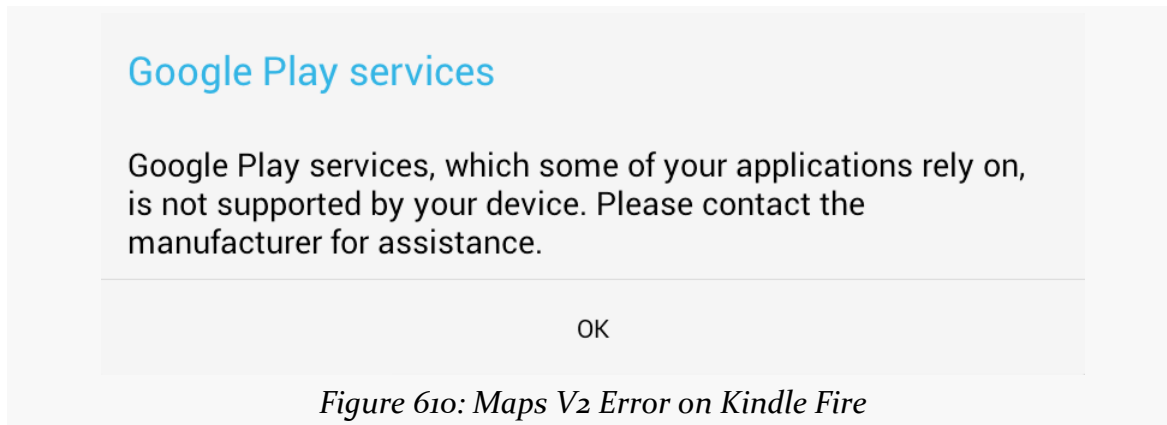 Google Play services
Google Play services, which some of your applications rely on,
is not supported by your device. Please contact the
manufacturer for assistance.
OK
Figure 610: Maps V2 Error on Kindle Fire